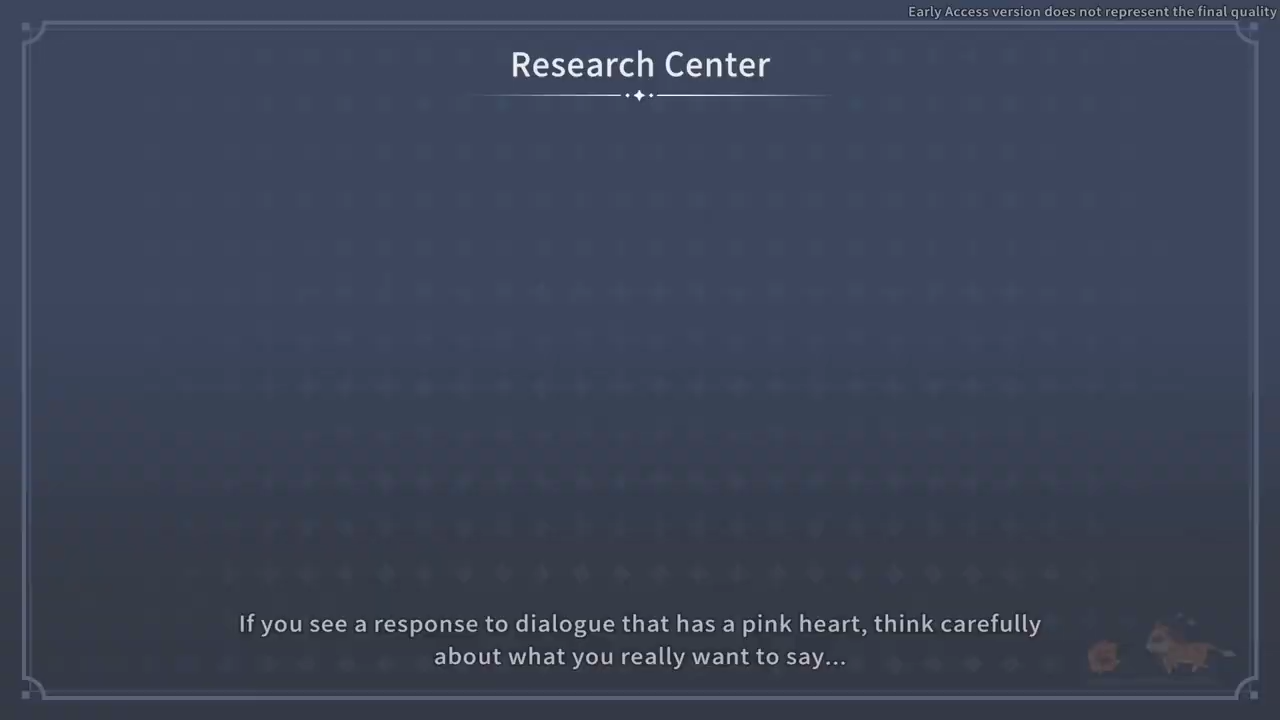 Early Access version does not represent the final quality
Research Center
If you see a response to dialogue that has a pink heart, think carefully
about what you really want to say...